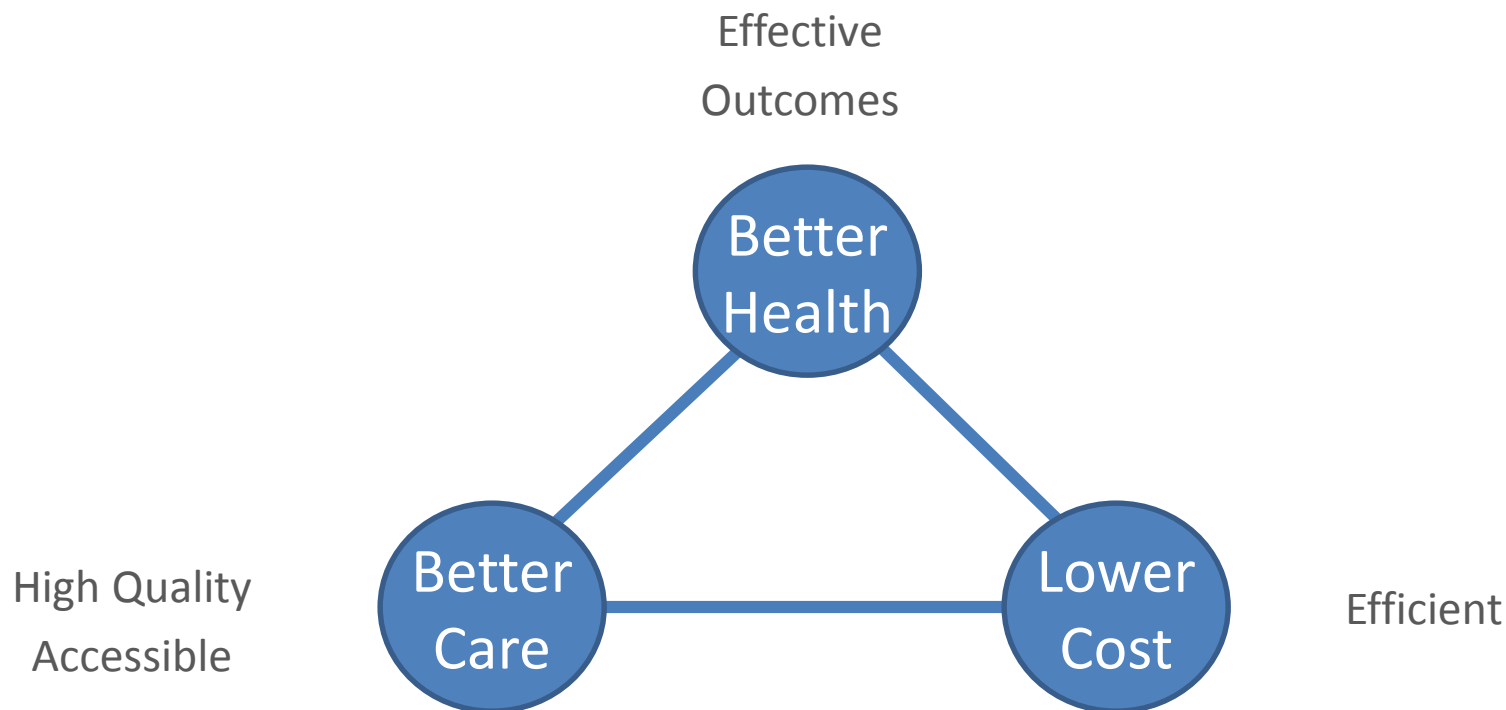 Effective
Outcomes
Better
Health
High Quality
Accessible
Better
Care
Lower
Cost
Efficient